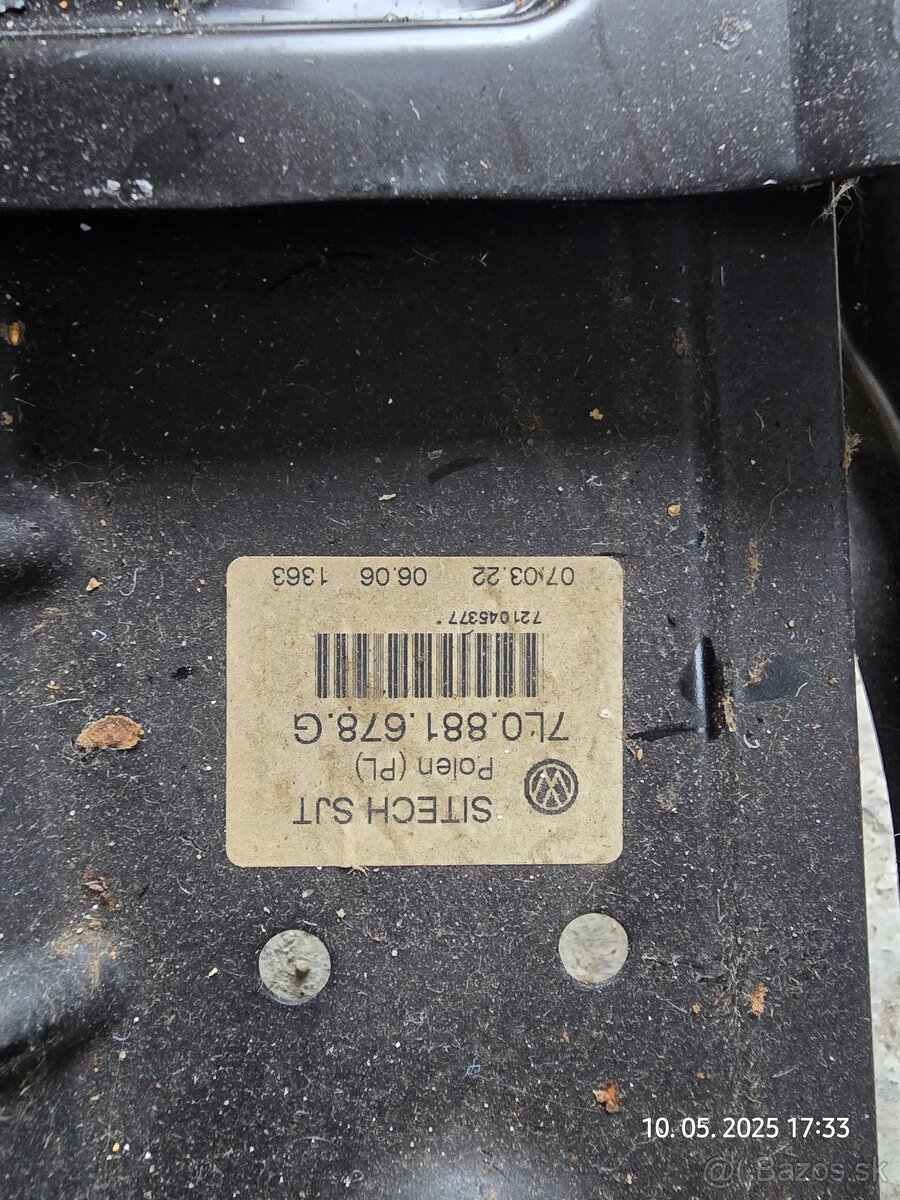 SITECH SJT
Polen (PL)
7L0.881.678.G
721045377*
07.03.22 06.06 1363
10. 05. 2025 17:33
@( Bazos.sk